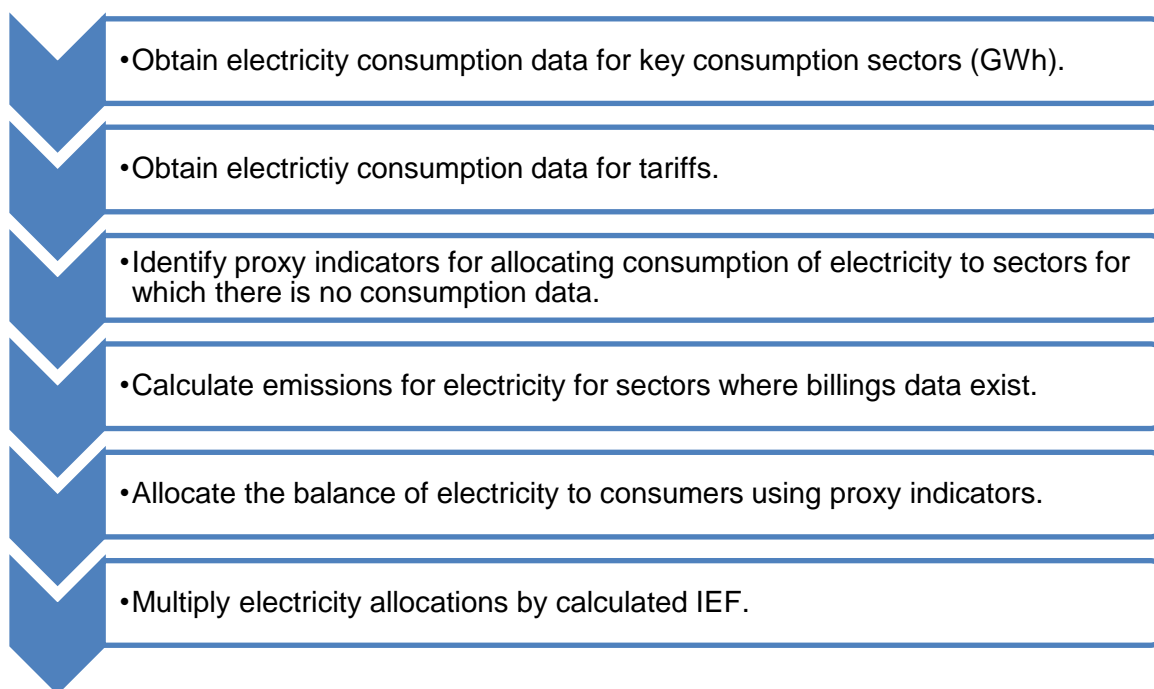 •Obtain electricity consumption data for key consumption sectors (GWh).
•Obtain electrictiy consumption data for tariffs.
•Identify proxy indicators for allocating consumption of electricity to sectors for
which there is no consumption data.
•Calculate emissions for electricity for sectors where billings data exist.
•Allocate the balance of electricity to consumers using proxy indicators.
•Multiply electricity allocations by calculated IEF.